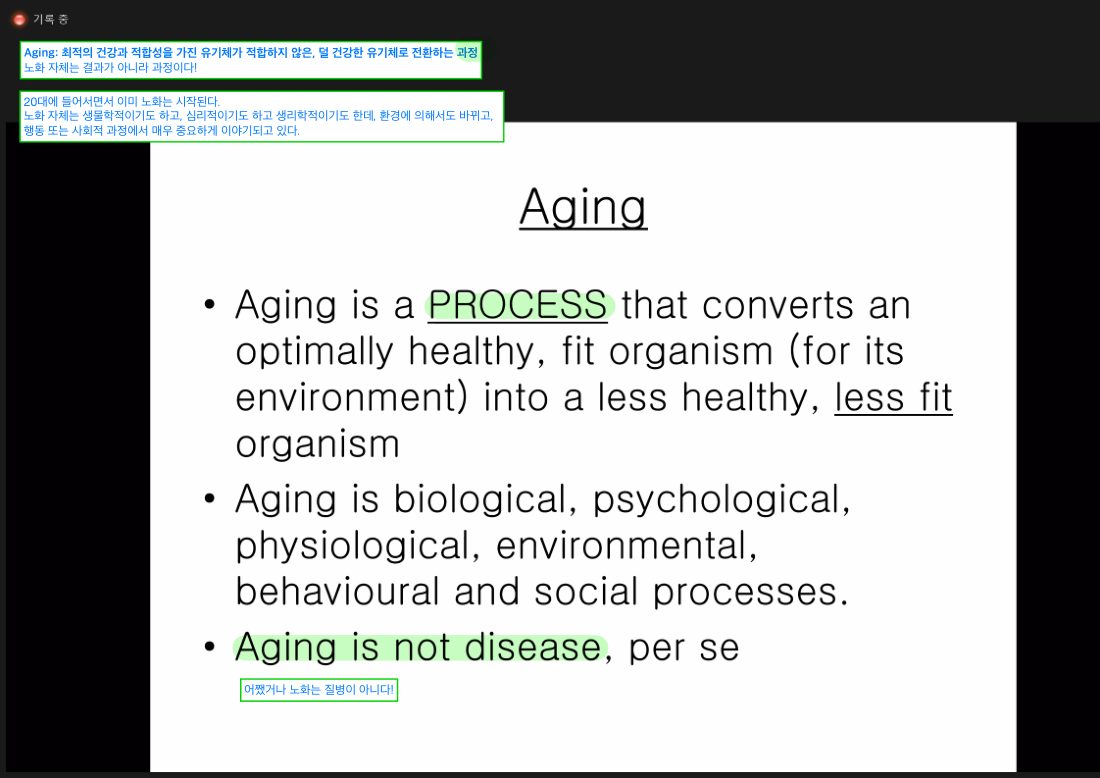 기록 중
Aging: 최적의 건강과 적합성을 가진 유기체가 적합하지 않은, 덜 건강한 유기체로 전환하는 과정
노화 자체는 결과가 아니라 과정이다!
20대에 들어서면서 이미 노화는 시작된다.
노화 자체는 생물학적이기도 하고, 심리적이기도 하고 생리학적이기도 한데, 환경에 의해서도 바뀌고,
행동 또는 사회적 과정에서 매우 중요하게 이야기되고 있다.
Aging
• Aging is a PROCESS that converts an
optimally healthy, fit organism (for its
environment) into a less healthy, less fit
organism
• Aging is biological, psychological,
physiological, environmental,
behavioural and social processes.
• Aging is not disease, per se
어쨌거나 노화는 질병이 아니다!